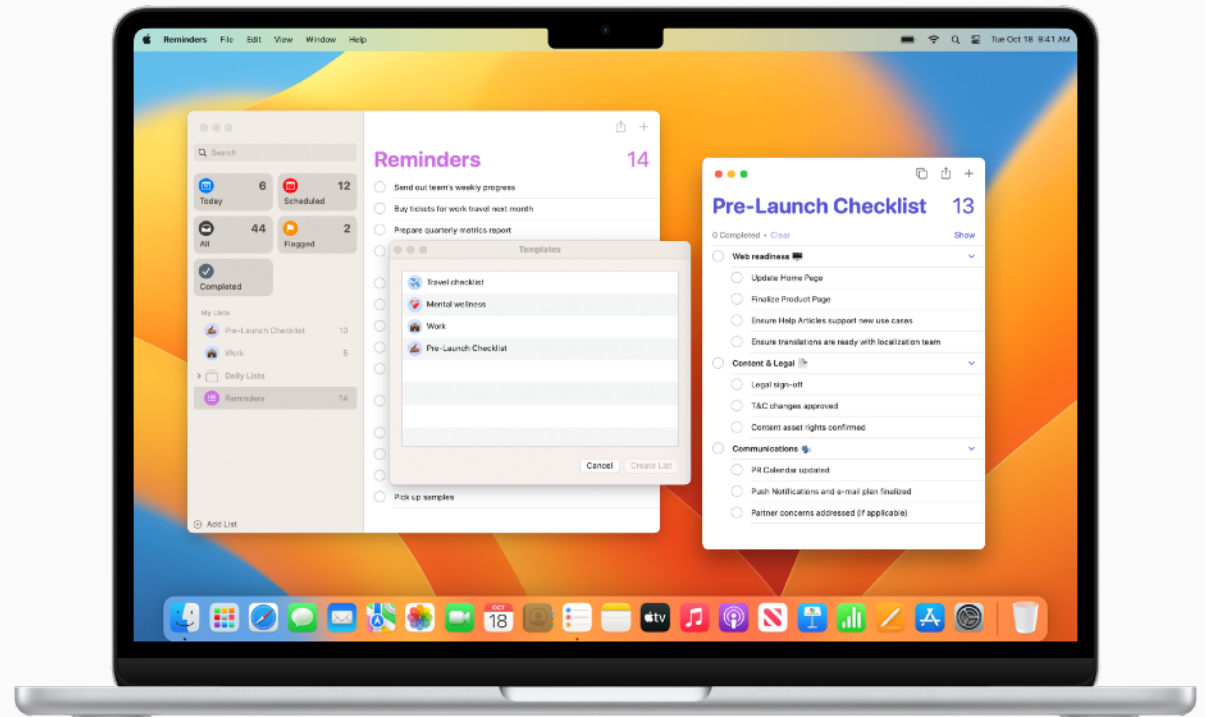 Reminders File Edit View Window Help
Tue Oct 18 9:41 AM
Search
6
Today
12
Scheduled
44
All
2
Flagged
Completed
My Lists
Pre-Launch Checklist 13
Work 5
Daily Lists
Reminders 14
Add List
Reminders 14
Send out team's weekly progress
Buy tickets for work travel next month
Prepare quarterly metrics report
Pick up samples
Templates
Travel checklist
Mental wellness
Work
Pre-Launch Checklist
Cancel Create List
Pre-Launch Checklist 13
0 Completed • Clear Show
Web readiness 🖥️
Update Home Page
Finalize Product Page
Ensure Help Articles support new use cases
Ensure translations are ready with localization team
Content & Legal 📄
Legal sign-off
T&C changes approved
Content asset rights confirmed
Communications 🗣️
PR Calendar updated
Push Notifications and e-mail plan finalized
Partner concerns addressed (if applicable)
OCT
18
tv